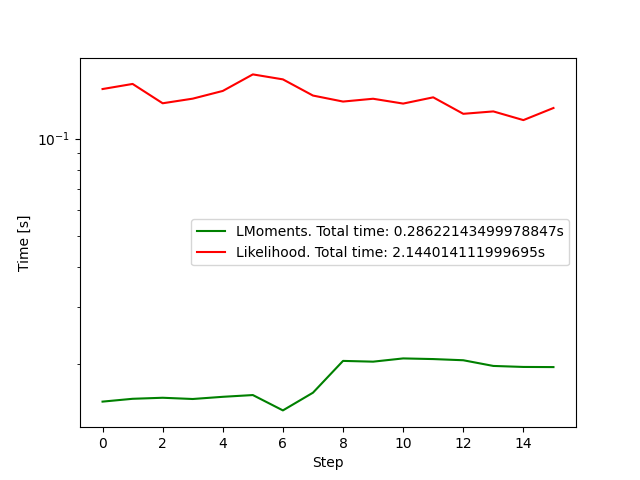 10⁻¹
Time [s]
LMoments. Total time: 0.28622143499978847s
Likelihood. Total time: 2.144014111999695s
0 2 4 6 8 10 12 14
Step